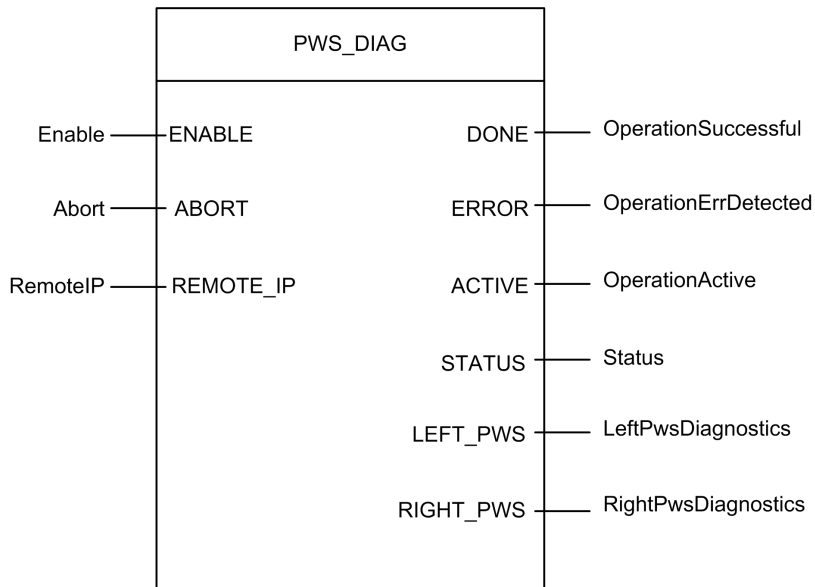 PWS_DIAG
Enable ENABLE DONE OperationSuccessful
Abort ABORT ERROR OperationErrDetected
RemoteIP REMOTE_IP ACTIVE OperationActive
STATUS Status
LEFT_PWS LeftPwsDiagnostics
RIGHT_PWS RightPwsDiagnostics